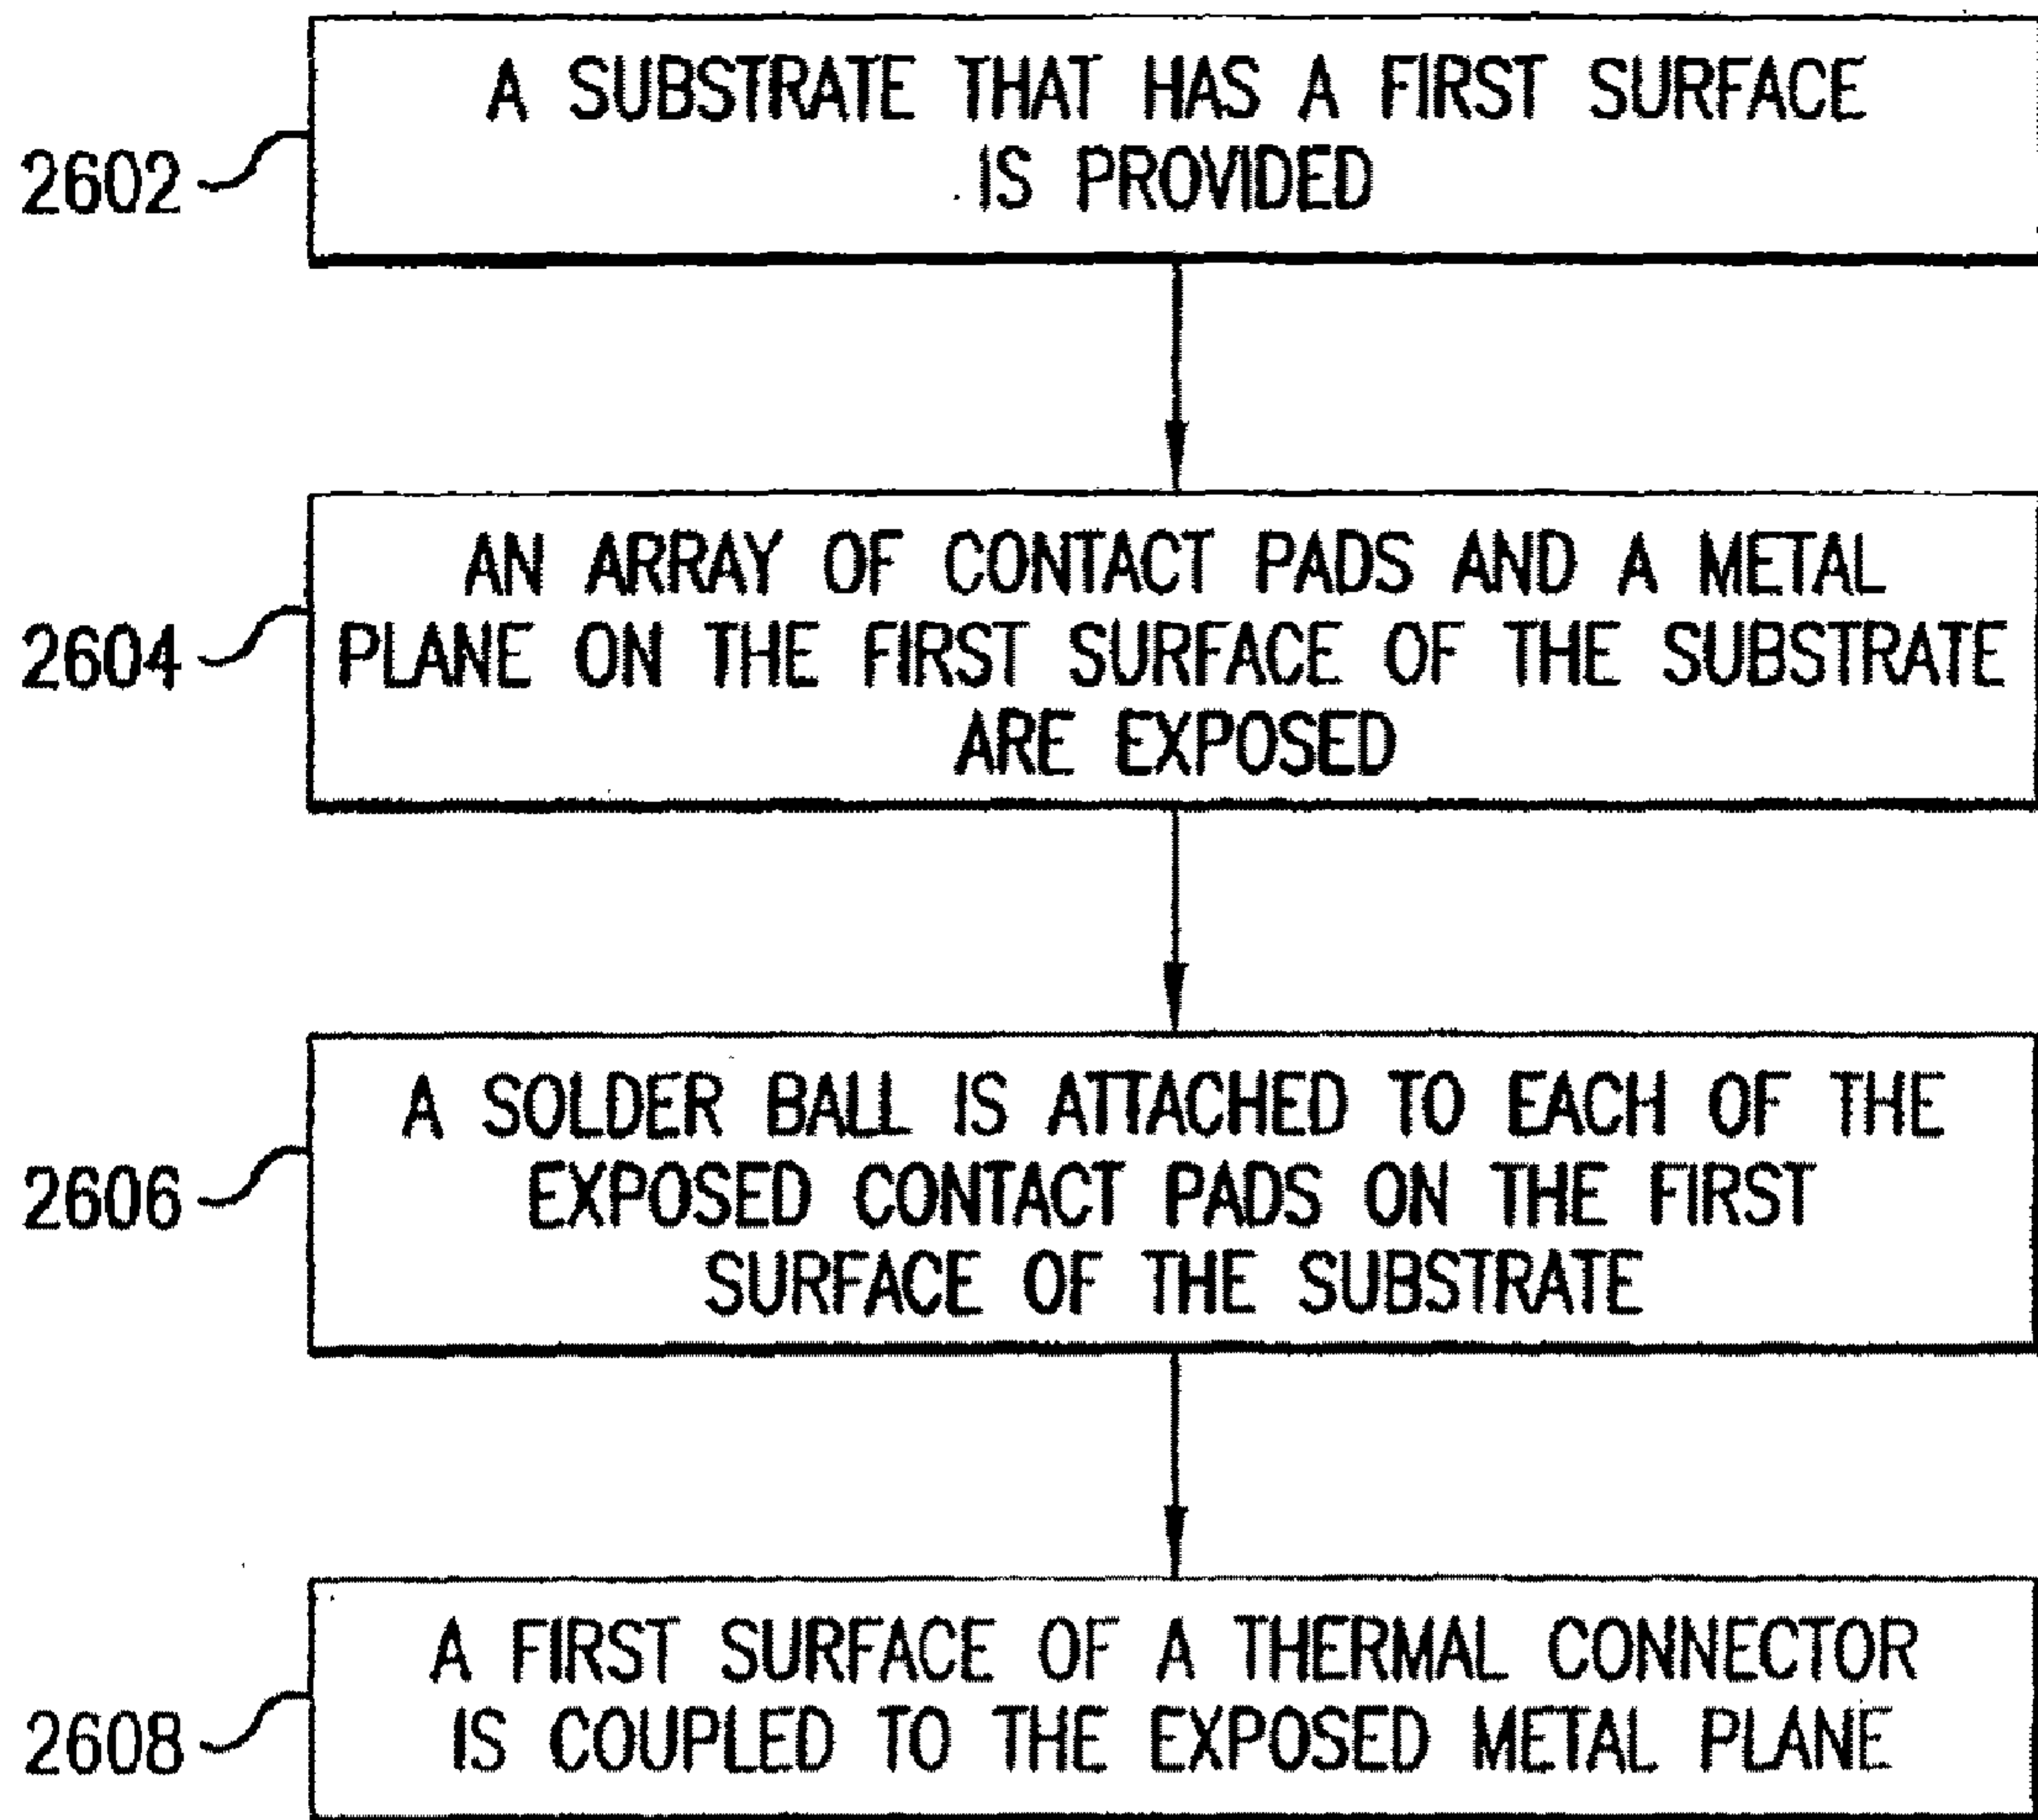 A SUBSTRATE THAT HAS A FIRST SURFACE
IS PROVIDED
2602
AN ARRAY OF CONTACT PADS AND A METAL
PLANE ON THE FIRST SURFACE OF THE SUBSTRATE
ARE EXPOSED
2604
A SOLDER BALL IS ATTACHED TO EACH OF THE
EXPOSED CONTACT PADS ON THE FIRST
SURFACE OF THE SUBSTRATE
2606
A FIRST SURFACE OF A THERMAL CONNECTOR
IS COUPLED TO THE EXPOSED METAL PLANE
2608